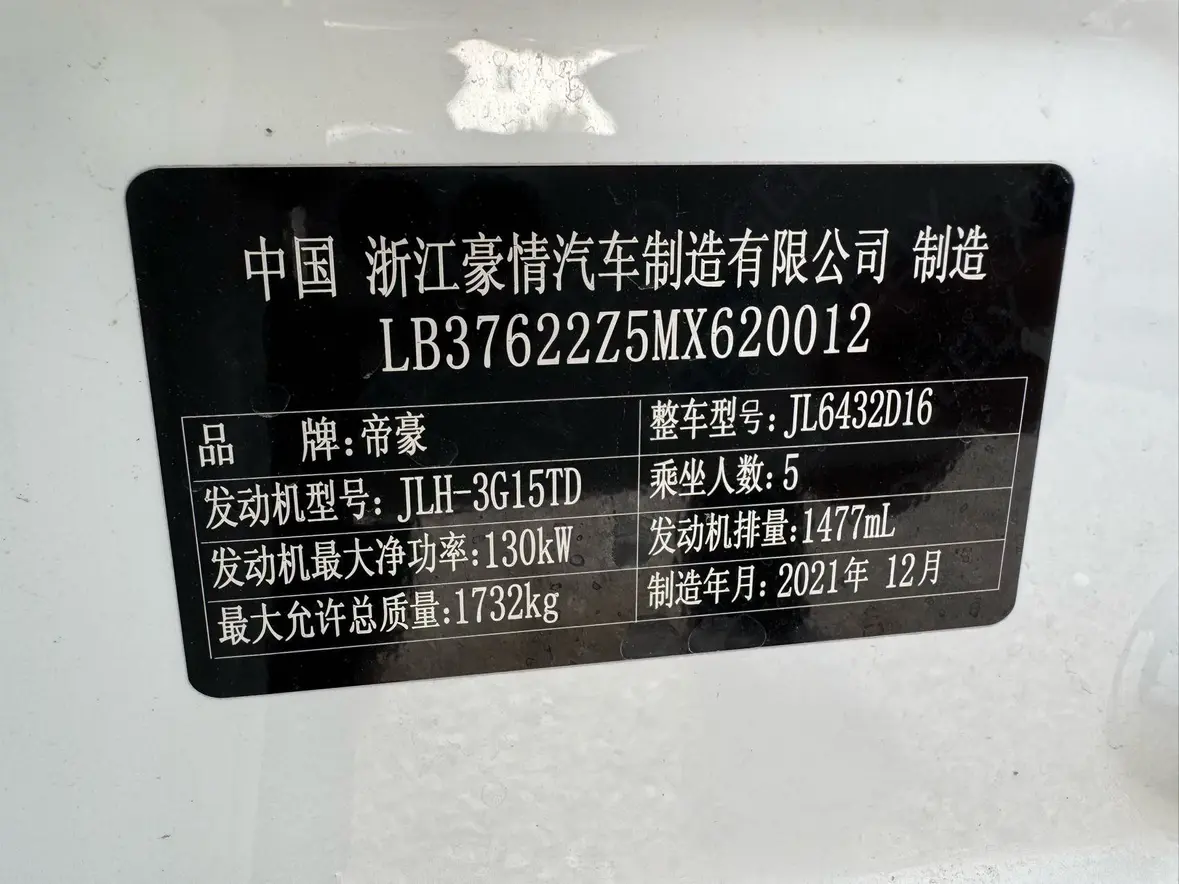 中国 浙江豪情汽车制造有限公司 制造
LB37622Z5MX620012
品 牌:帝豪 整车型号:JL6432D16
发动机型号:JLH-3G15TD 乘坐人数:5
发动机最大净功率:130kW 发动机排量:1477mL
最大允许总质量:1732kg 制造年月:2021年 12月